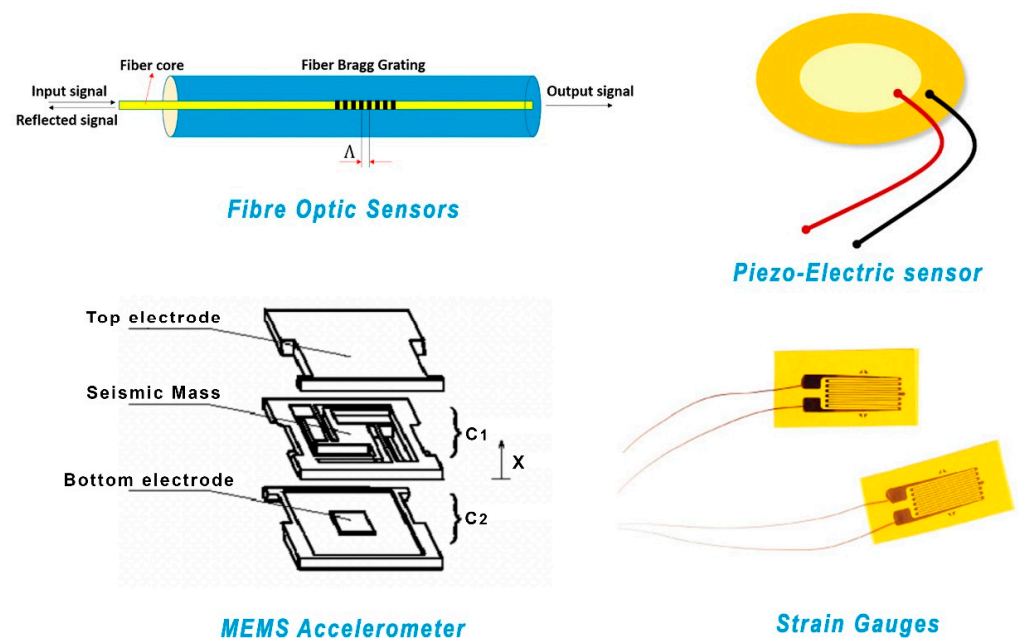 Fiber core
Fiber Bragg Grating
Input signal
Reflected signal
Output signal
Λ
Fibre Optic Sensors
Piezo-Electric sensor
Top electrode
Seismic Mass
C1
X
Bottom electrode
C2
MEMS Accelerometer
Strain Gauges